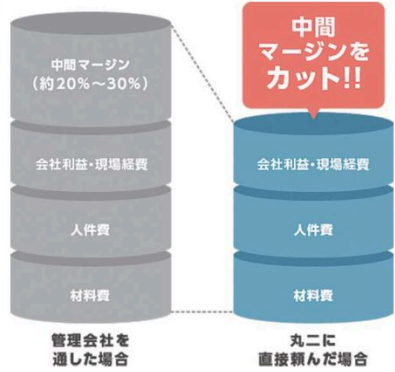 中間マージン
（約20%〜30%）
会社利益・現場経費
人件費
材料費
管理会社を
通した場合
中間
マージンを
カット!!
会社利益・現場経費
人件費
材料費
丸二に
直接頼んだ場合